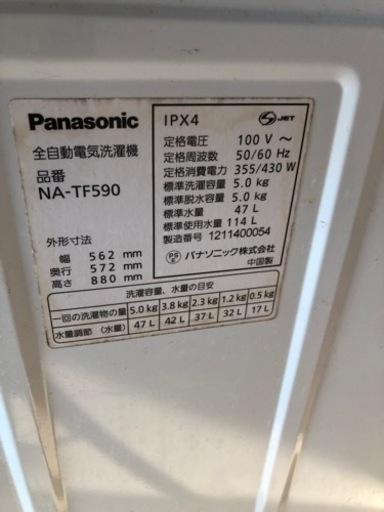 Panasonic
全自動電気洗濯機
品番
NA-TF590
外形寸法
幅 562 mm
奥行 572 mm
高さ 880 mm
IPX4
S JET
定格電圧 100 V ～
定格周波数 50/60 Hz
定格消費電力 355/430 W
標準洗濯容量 5.0 kg
標準脱水容量 5.0 kg
標準水量 47 L
標準使用水量 114 L
製造番号 1211400054
PS E パナソニック株式会社
中国製
洗濯容量、水量の目安
一回の洗濯物の量 5.0 kg 3.8 kg 2.3 kg 1.2 kg 0.5 kg
水量調節 (水量) 47 L 42 L 37 L 32 L 17 L